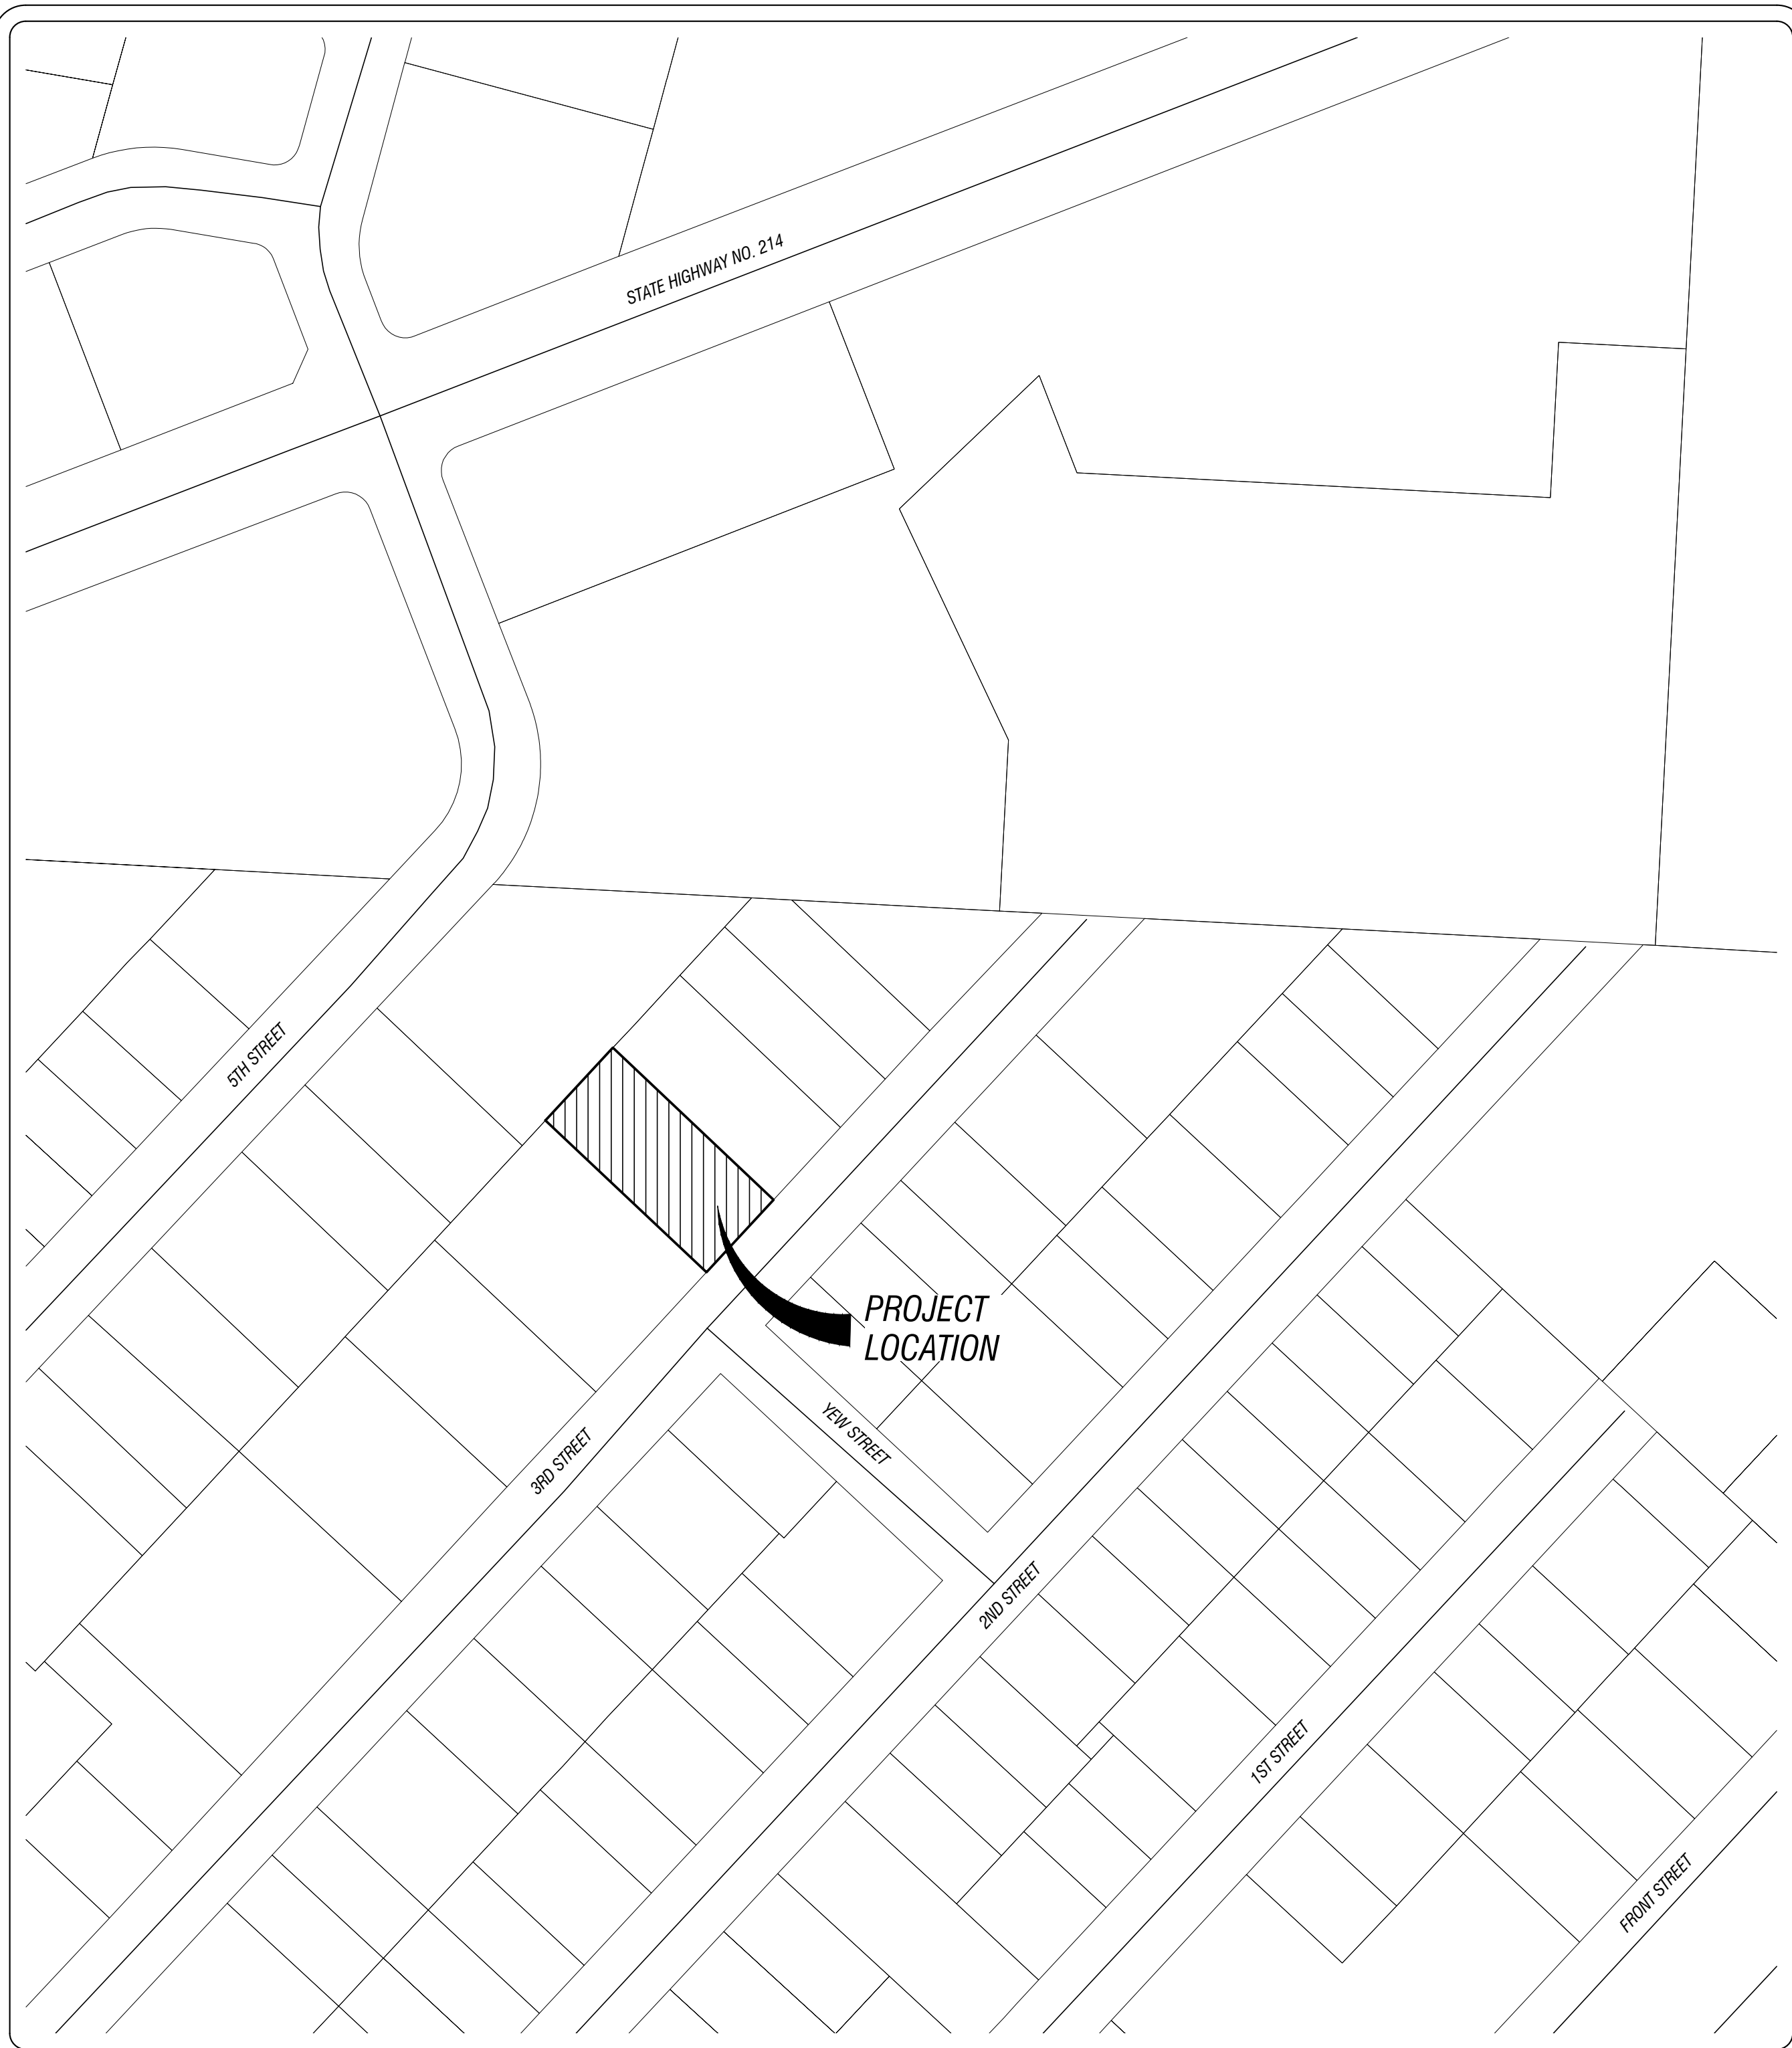 STATE HIGHWAY NO. 214
5TH STREET
PROJECT
LOCATION
YEW STREET
3RD STREET
2ND STREET
1ST STREET
FRONT STREET